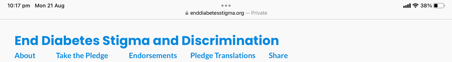 10:17 pm Mon 21 Aug
38%
enddiabetesstigma.org — Private
End Diabetes Stigma and Discrimination
About Take the Pledge Endorsements Pledge Translations Share